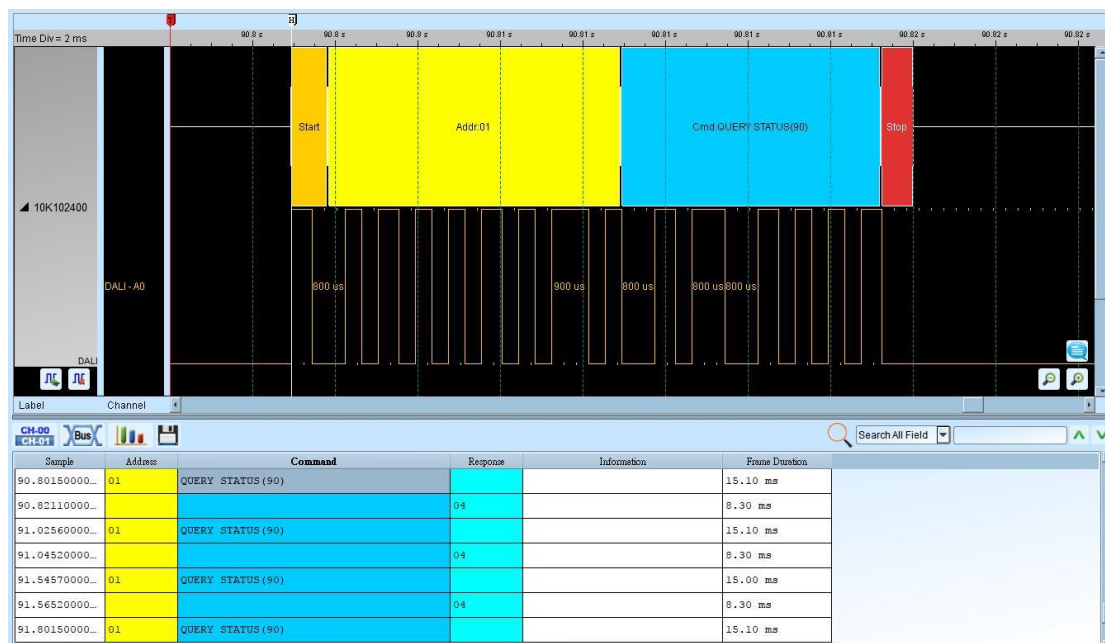 T H
Time Div = 2 ms 90.8 s 90.8 s 90.8 s 90.81 s 90.81 s 90.81 s 90.81 s 90.81 s 90.82 s 90.82 s 90.82 s
Start Addr:01 Cmd:QUERY STATUS(90) Stop
10K102400
DALI - A0 800 us 900 us 800 us 800 us 800 us
DALI
Label Channel
CH-00 CH-01 Bus Search All Field
Sample Address Command Response Information Frame Duration
90.80150000... 01 QUERY STATUS(90) 15.10 ms
90.82110000... 04 8.30 ms
91.02560000... 01 QUERY STATUS(90) 15.10 ms
91.04520000... 04 8.30 ms
91.54570000... 01 QUERY STATUS(90) 15.00 ms
91.56520000... 04 8.30 ms
91.80150000... 01 QUERY STATUS(90) 15.10 ms